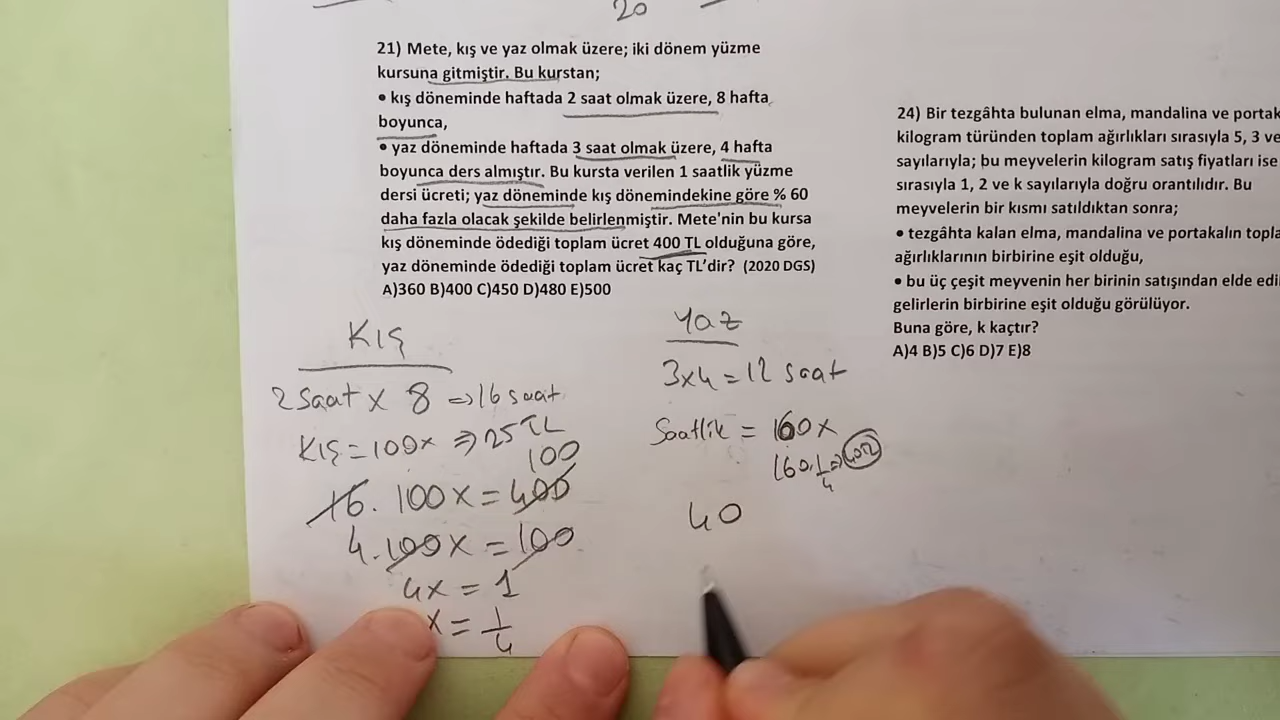 20
21) Mete, kış ve yaz olmak üzere; iki dönem yüzme
kursuna gitmiştir. Bu kurstan;
• kış döneminde haftada 2 saat olmak üzere, 8 hafta
boyunca,
• yaz döneminde haftada 3 saat olmak üzere, 4 hafta
boyunca ders almıştır. Bu kursta verilen 1 saatlik yüzme
dersi ücreti; yaz döneminde kış dönemindekine göre % 60
daha fazla olacak şekilde belirlenmiştir. Mete'nin bu kursa
kış döneminde ödediği toplam ücret 400 TL olduğuna göre,
yaz döneminde ödediği toplam ücret kaç TL'dir? (2020 DGS)
A)360 B)400 C)450 D)480 E)500
KIŞ
2 saat x 8 => 16 saat
KIŞ = 100x => 25 TL
100
16. 100x = 400
4. 100x = 100
4x = 1
x = 1/4
Yaz
3x4 = 12 saat
Saatlik = 160x
160. 1/4 =>
40
24) Bir tezgâhta bulunan elma, mandalina ve portak
kilogram türünden toplam ağırlıkları sırasıyla 5, 3 ve
sayılarıyla; bu meyvelerin kilogram satış fiyatları ise
sırasıyla 1, 2 ve k sayılarıyla doğru orantılıdır. Bu
meyvelerin bir kısmı satıldıktan sonra;
• tezgâhta kalan elma, mandalina ve portakalın topla
ağırlıklarının birbirine eşit olduğu,
• bu üç çeşit meyvenin her birinin satışından elde edi
gelirlerin birbirine eşit olduğu görülüyor.
Buna göre, k kaçtır?
A)4 B)5 C)6 D)7 E)8